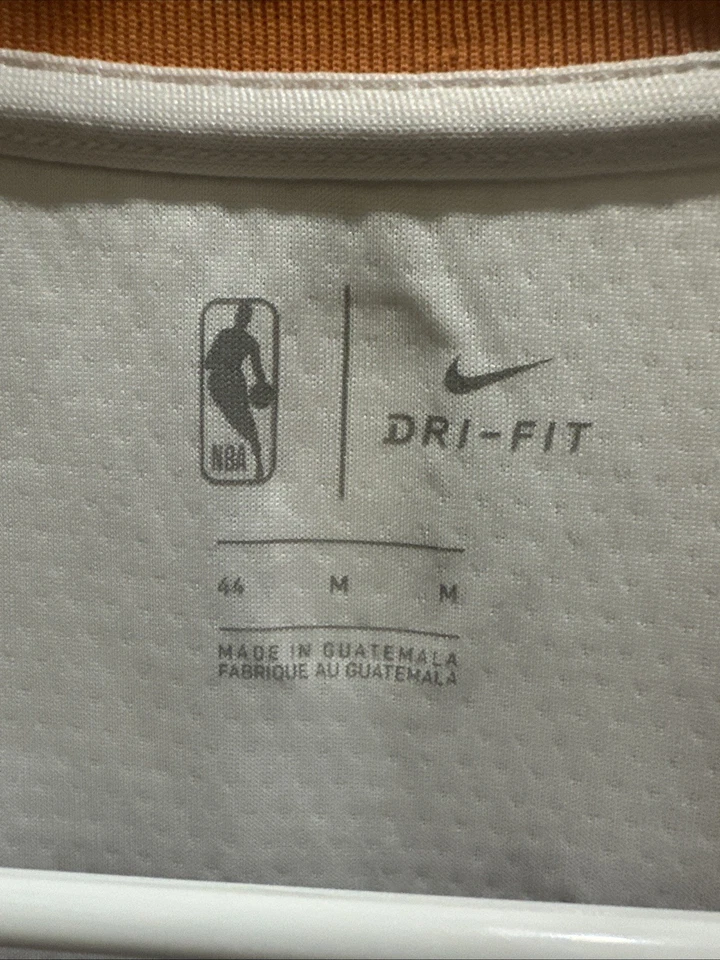 NBA
DRI-FIT
44 M M
MADE IN GUATEMALA
FABRIQUE AU GUATEMALA